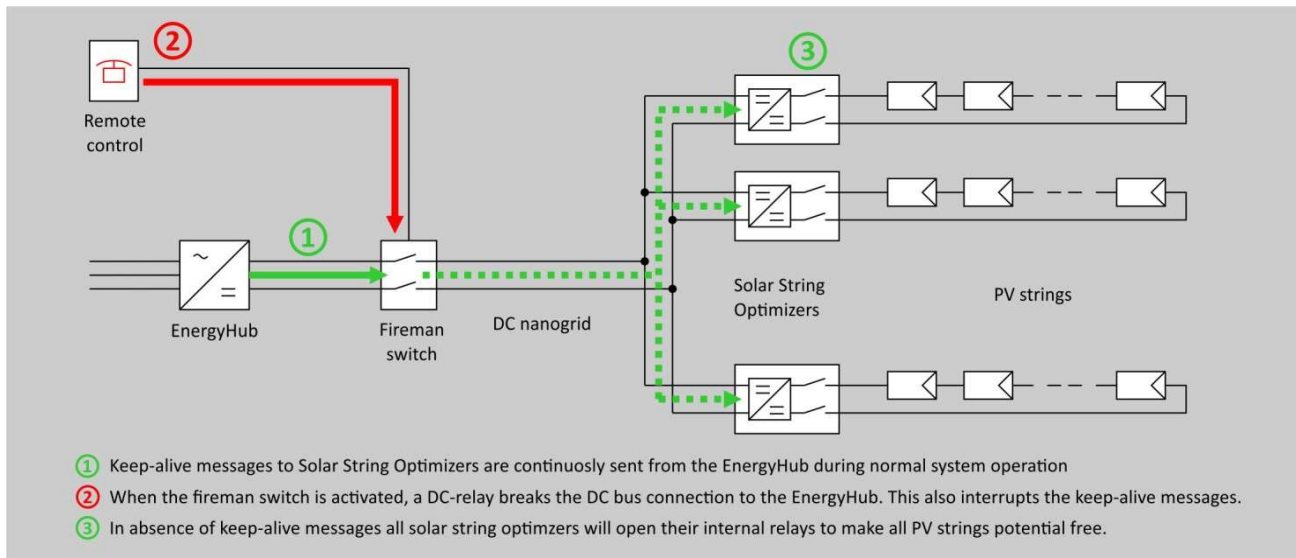 2
3
Remote
control
1
Solar String
Optimizers
PV strings
EnergyHub
Fireman
switch
DC nanogrid
1 Keep-alive messages to Solar String Optimizers are continuosly sent from the EnergyHub during normal system operation
2 When the fireman switch is activated, a DC-relay breaks the DC bus connection to the EnergyHub. This also interrupts the keep-alive messages.
3 In absence of keep-alive messages all solar string optimzers will open their internal relays to make all PV strings potential free.